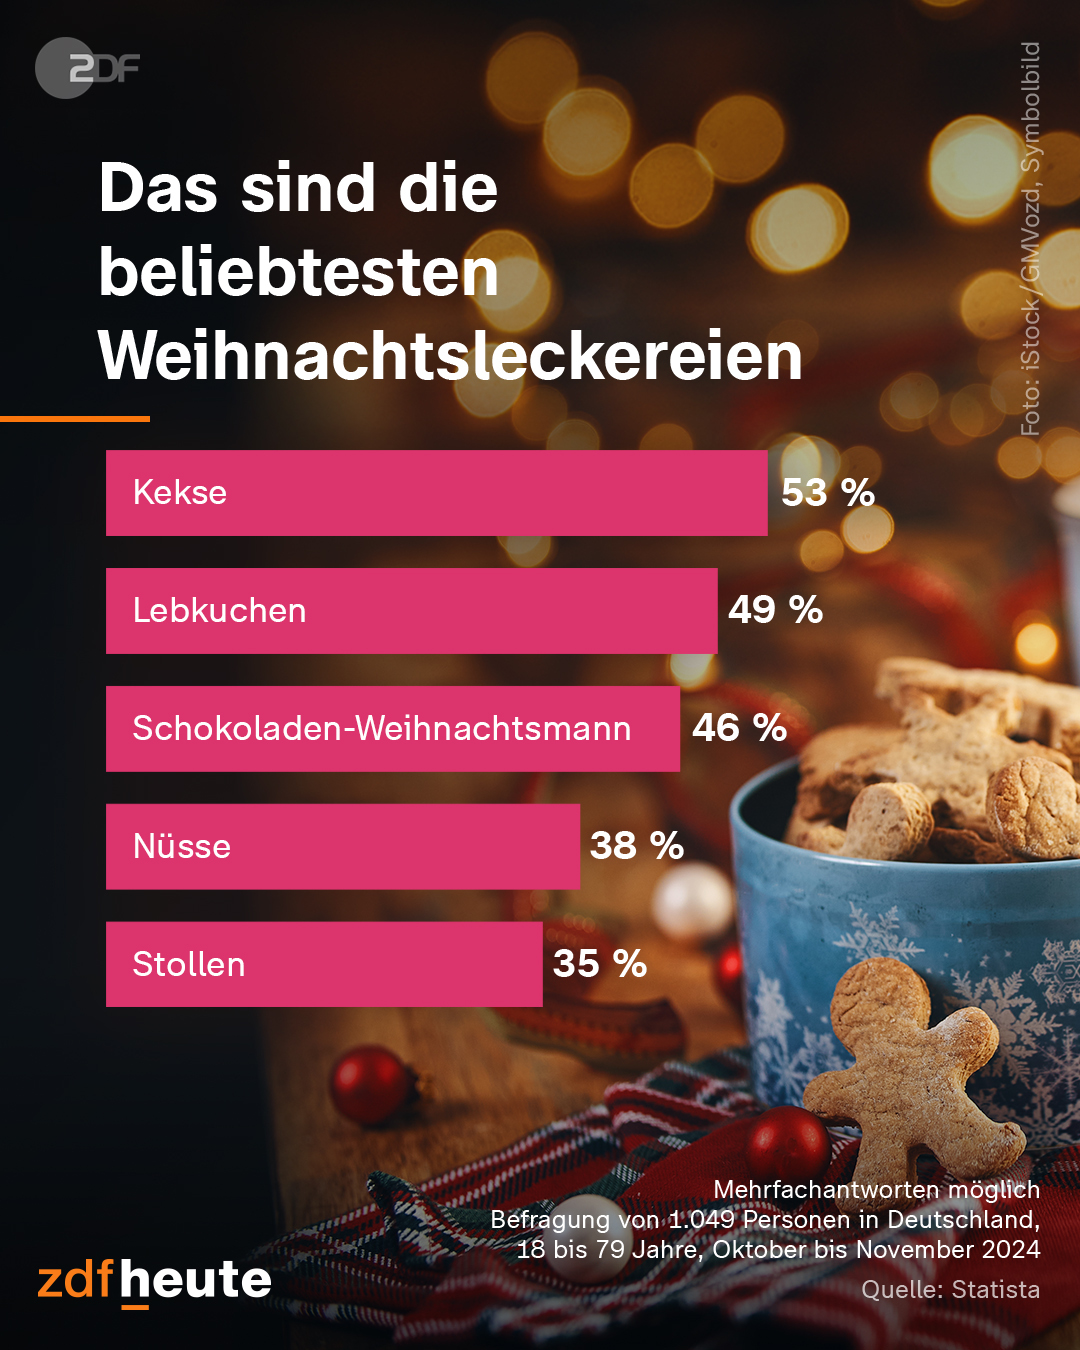 ZDF
Foto: iStock/GMVozd, Symbolbild
Das sind die
beliebtesten
Weihnachtsleckereien
Kekse 53 %
Lebkuchen 49 %
Schokoladen-Weihnachtsmann 46 %
Nüsse 38 %
Stollen 35 %
Mehrfachantworten möglich
Befragung von 1.049 Personen in Deutschland,
18 bis 79 Jahre, Oktober bis November 2024
Quelle: Statista
zdfheute